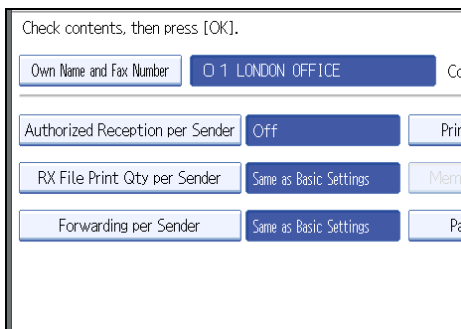 Check contents, then press [OK].
Own Name and Fax Number  ０１ LONDON OFFICE
Authorized Reception per Sender  Off
RX File Print Qty per Sender  Same as Basic Settings
Forwarding per Sender  Same as Basic Settings